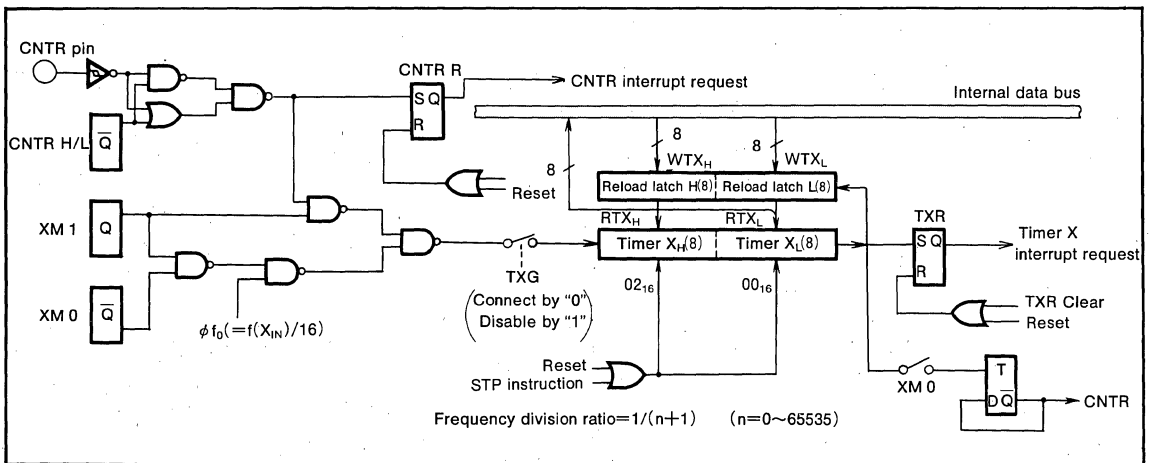 CNTR pin
CNTR H/L
Q̅
CNTR R
S Q
R
CNTR interrupt request
Reset
Internal data bus
8
8
8
WTXH
WTXL
Reload latch H(8)
Reload latch L(8)
RTXH
RTXL
Timer XH(8)
Timer XL(8)
0216
0016
XM 1
Q
XM 0
Q̅
φf0(=f(XIN)/16)
TXG
(Connect by "0"
Disable by "1")
TXR
S Q
R
Timer X
interrupt request
TXR Clear
Reset
Reset
STP instruction
XM 0
T
D Q̅
CNTR
Frequency division ratio=1/(n+1) (n=0~65535)